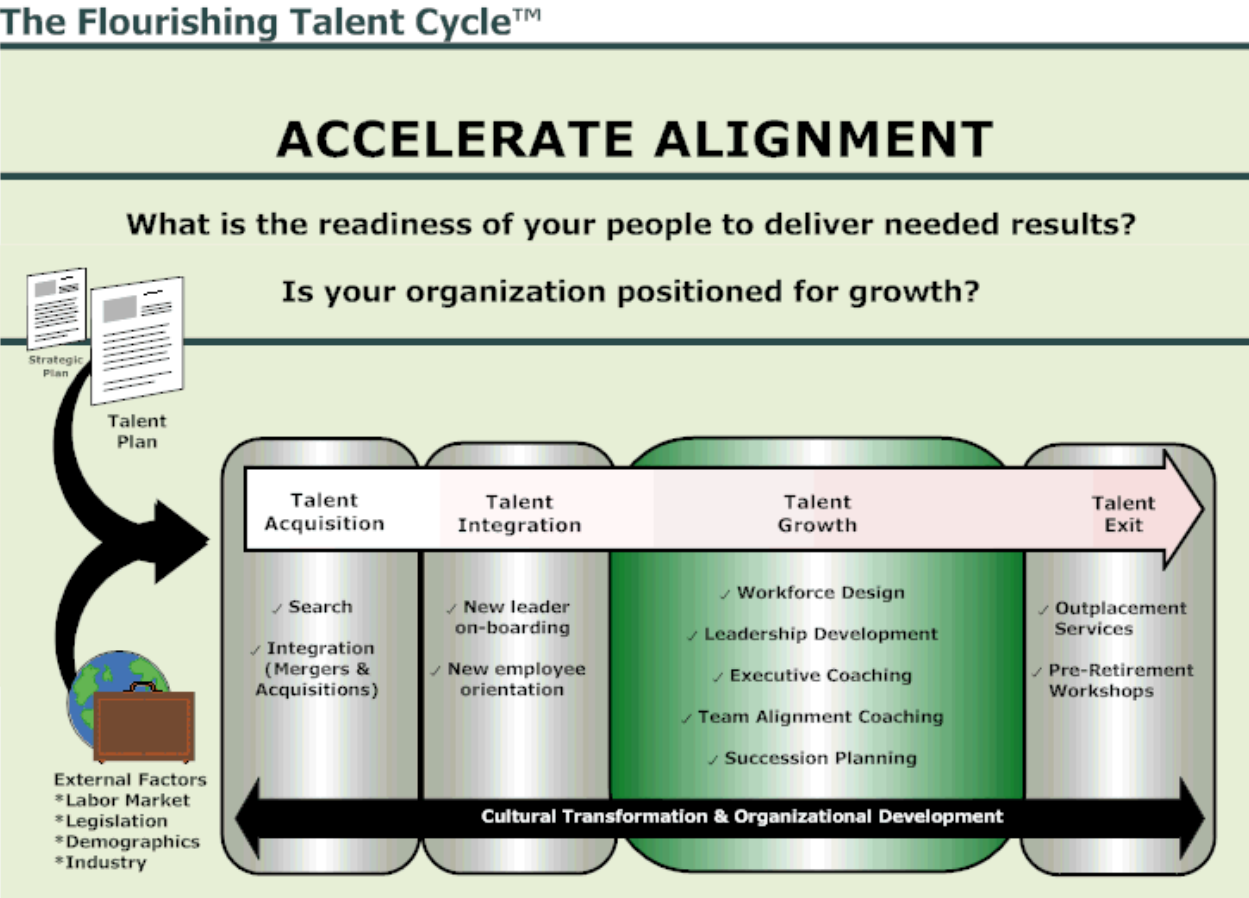 The Flourishing Talent Cycle™
ACCELERATE ALIGNMENT
What is the readiness of your people to deliver needed results?
Is your organization positioned for growth?
Strategic
Plan
Talent
Plan
Talent
Acquisition
Talent
Integration
Talent
Growth
Talent
Exit
✓ Search
✓ Integration
(Mergers &
Acquisitions)
✓ New leader
on-boarding
✓ New employee
orientation
✓ Workforce Design
✓ Leadership Development
✓ Executive Coaching
✓ Team Alignment Coaching
✓ Succession Planning
✓ Outplacement
Services
✓ Pre-Retirement
Workshops
External Factors
*Labor Market
*Legislation
*Demographics
*Industry
Cultural Transformation & Organizational Development